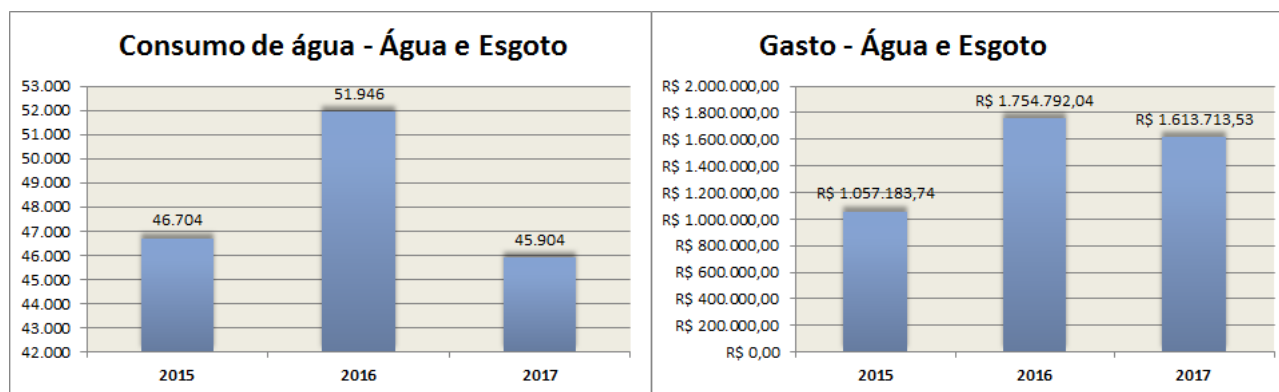 Consumo de água - Água e Esgoto
53.000
52.000
51.000
50.000
49.000
48.000
47.000
46.000
45.000
44.000
43.000
42.000
46.704
51.946
45.904
2015
2016
2017
Gasto - Água e Esgoto
R$ 2.000.000,00
R$ 1.800.000,00
R$ 1.600.000,00
R$ 1.400.000,00
R$ 1.200.000,00
R$ 1.000.000,00
R$ 800.000,00
R$ 600.000,00
R$ 400.000,00
R$ 200.000,00
R$ 0,00
R$ 1.057.183,74
R$ 1.754.792,04
R$ 1.613.713,53
2015
2016
2017